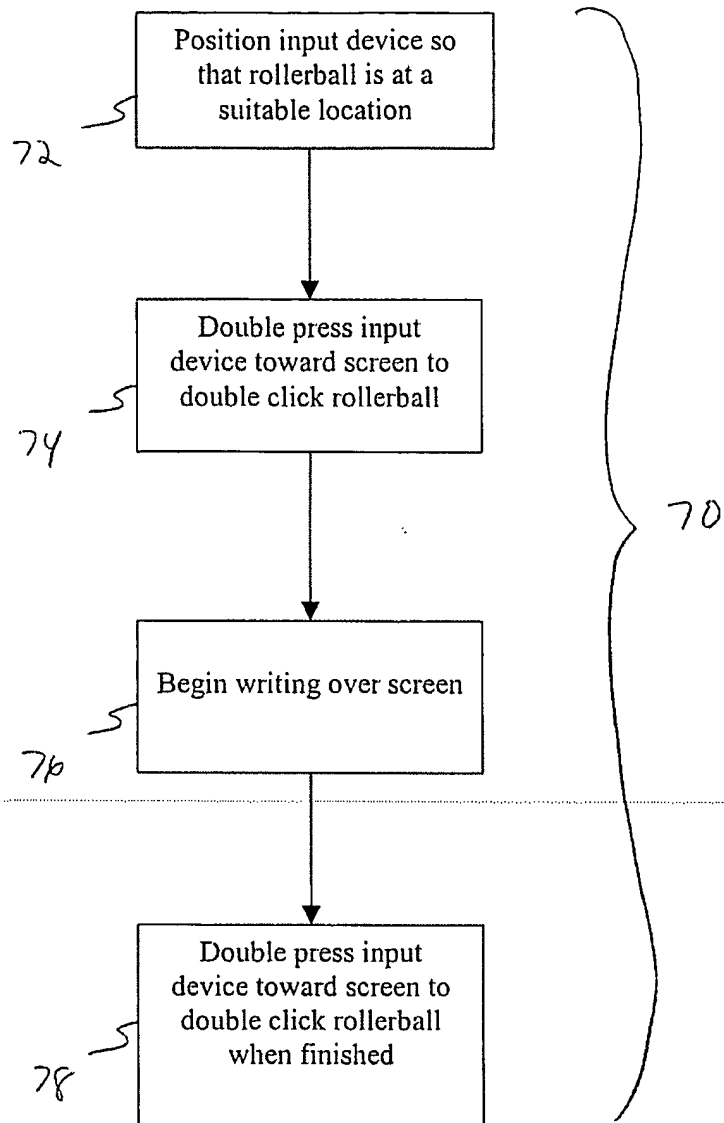 Position input device so
that rollerball is at a
suitable location
72
Double press input
device toward screen to
double click rollerball
74
70
Begin writing over screen
76
Double press input
device toward screen to
double click rollerball
when finished
78